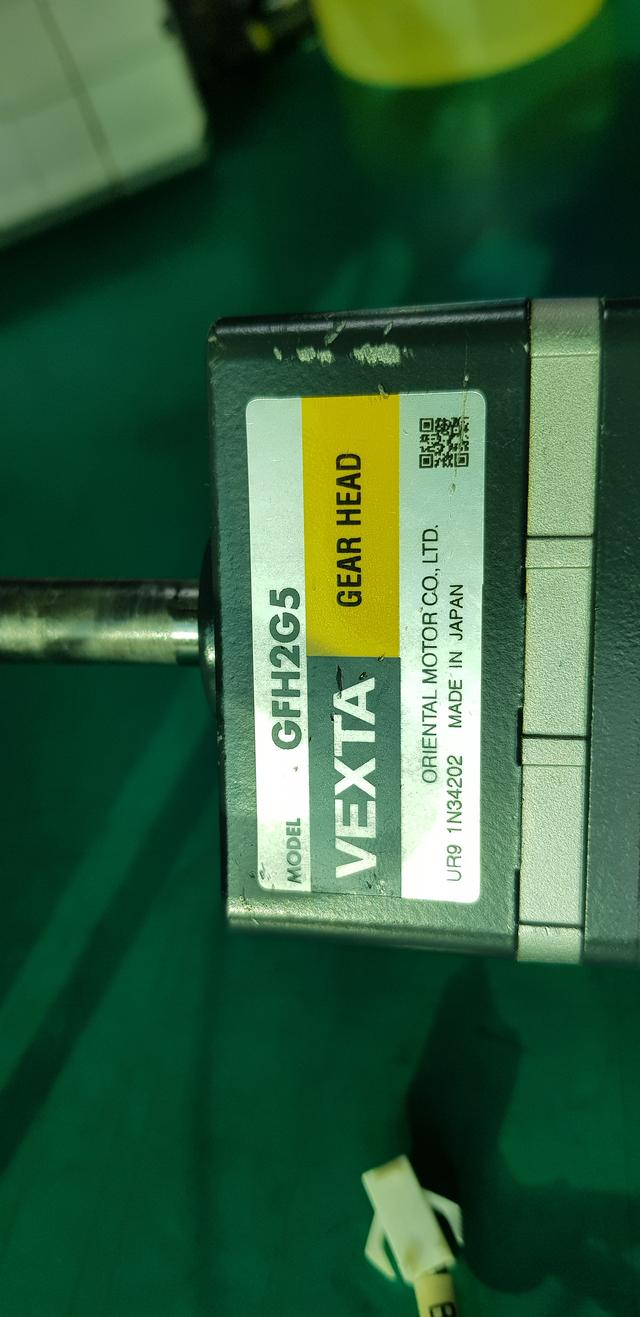 MODEL GFH2G5
VEXTA GEAR HEAD
ORIENTAL MOTOR CO., LTD.
UR9 1N34202 MADE IN JAPAN